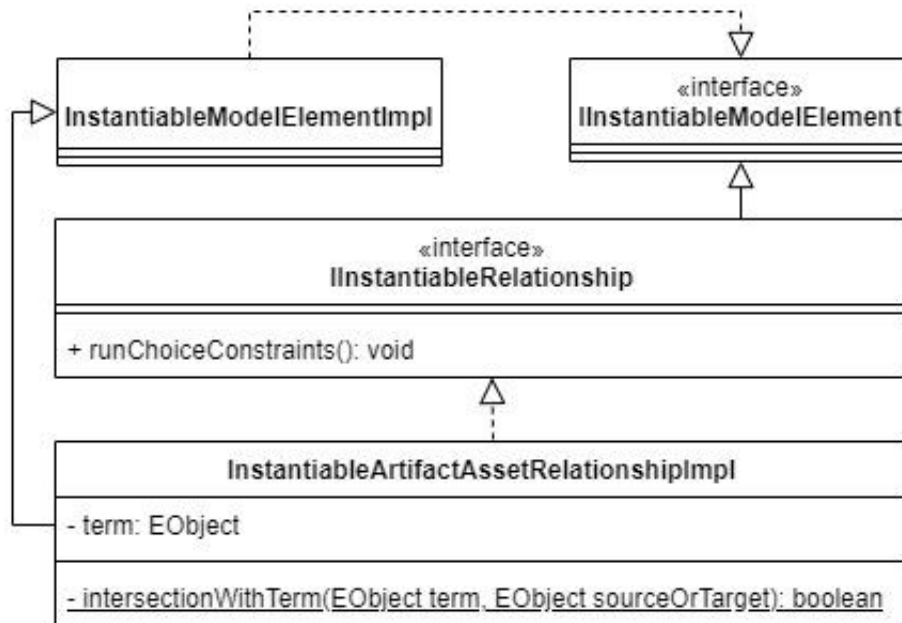 InstantiableModelElementImpl
«interface»
IInstantiableModelElement
«interface»
IInstantiableRelationship
+ runChoiceConstraints(): void
InstantiableArtifactAssetRelationshipImpl
- term: EObject
- intersectionWithTerm(EObject term, EObject sourceOrTarget): boolean